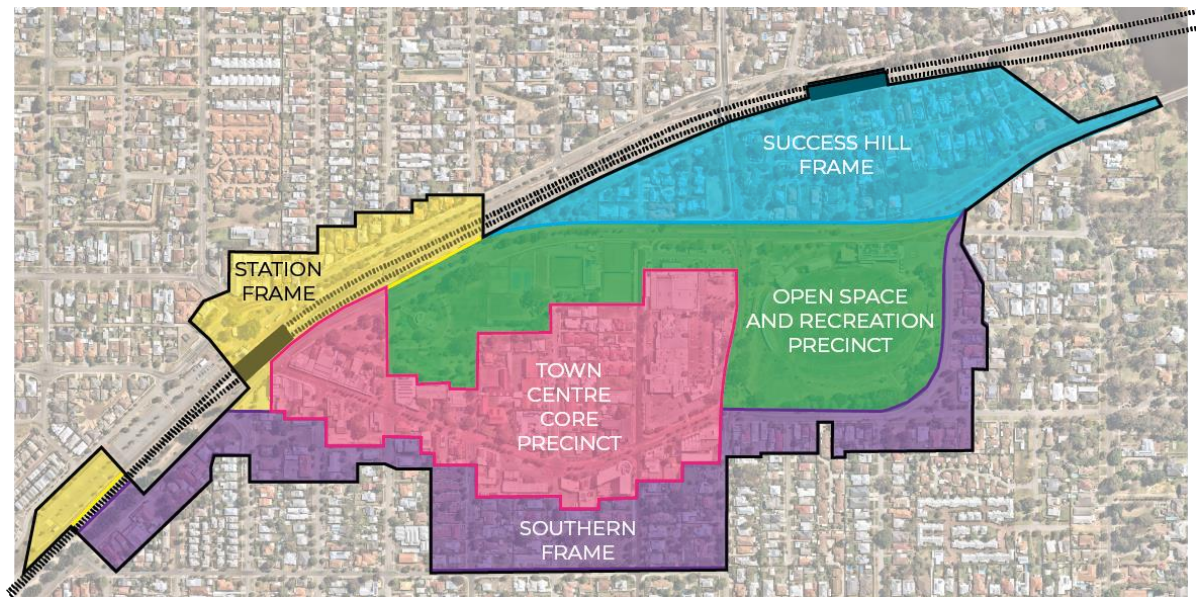 SUCCESS HILL
FRAME
STATION
FRAME
OPEN SPACE
AND RECREATION
PRECINCT
TOWN
CENTRE
CORE
PRECINCT
SOUTHERN
FRAME